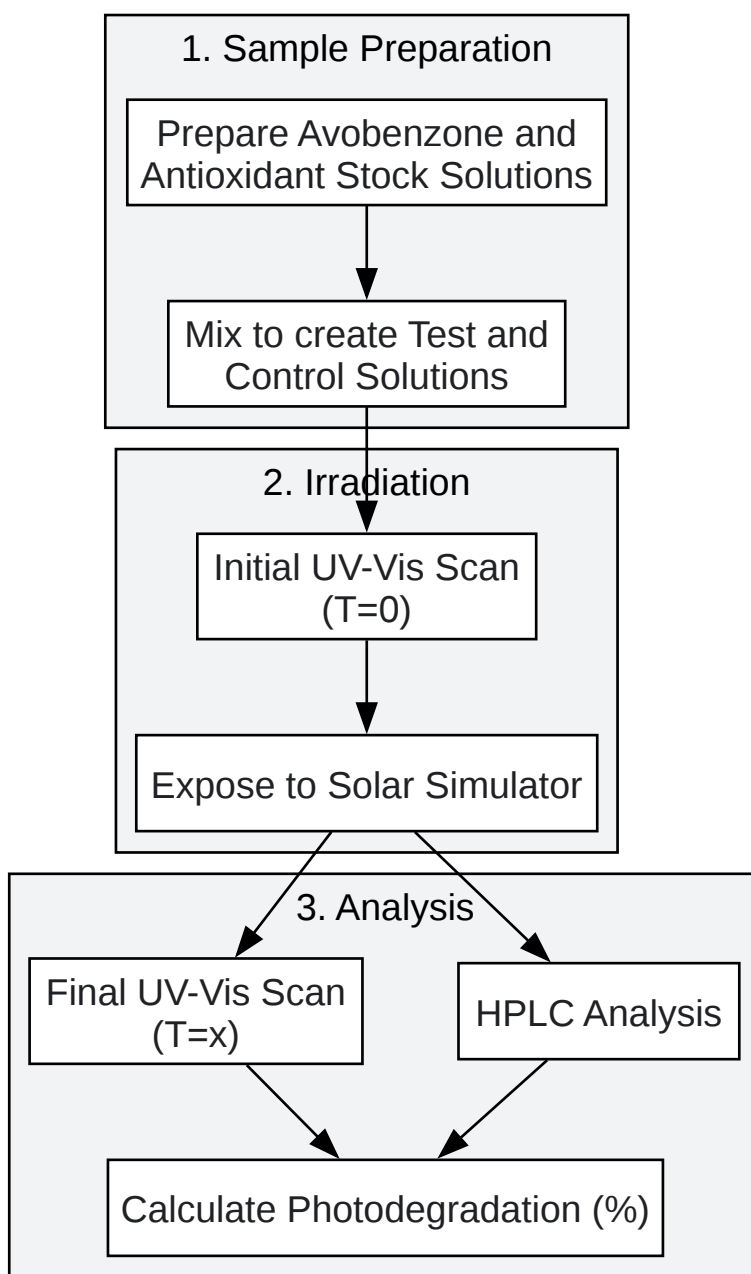 1. Sample Preparation
Prepare Avobenzone and
Antioxidant Stock Solutions
Mix to create Test and
Control Solutions
2. Irradiation
Initial UV-Vis Scan
(T=0)
Expose to Solar Simulator
3. Analysis
Final UV-Vis Scan
(T=x)
HPLC Analysis
Calculate Photodegradation (%)